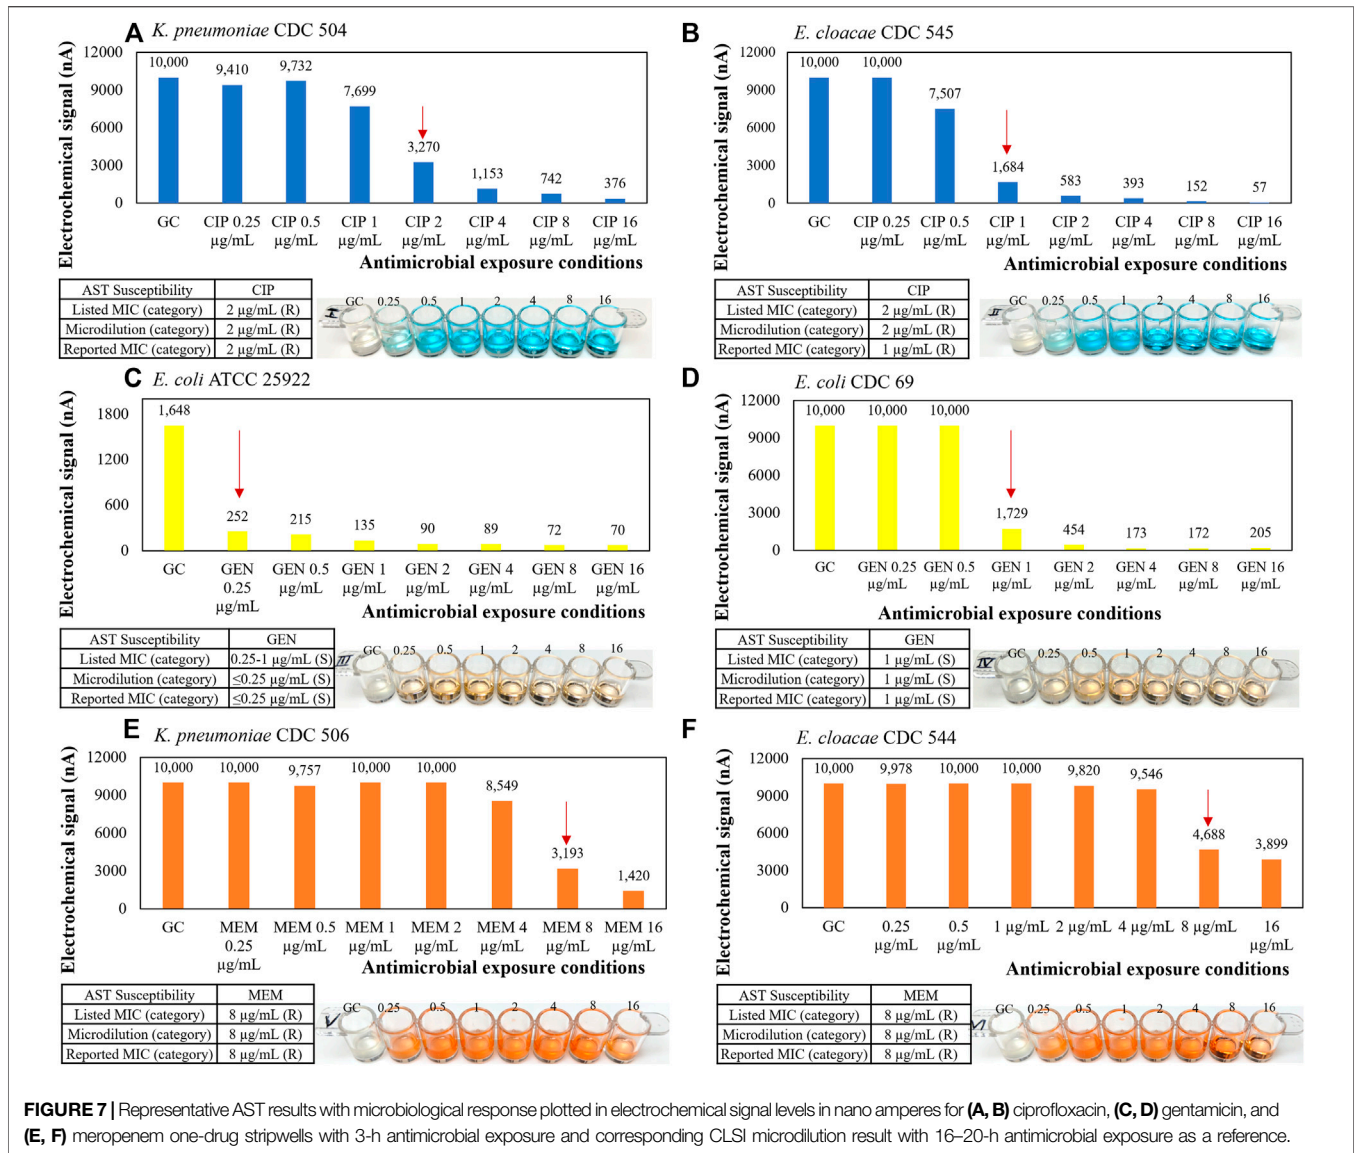 A K. pneumoniae CDC 504
Electrochemical signal (nA)
12000
9000
6000
3000
0
10,000 9,410 9,732 7,699 3,270 1,153 742 376
GC CIP 0.25 CIP 0.5 CIP 1 CIP 2 CIP 4 CIP 8 CIP 16
µg/mL µg/mL µg/mL µg/mL µg/mL µg/mL µg/mL
Antimicrobial exposure conditions
AST Susceptibility CIP
Listed MIC (category) 2 µg/mL (R)
Microdilution (category) 2 µg/mL (R)
Reported MIC (category) 2 µg/mL (R)
I GC 0.25 0.5 1 2 4 8 16
B E. cloacae CDC 545
Electrochemical signal (nA)
12000
9000
6000
3000
0
10,000 10,000 7,507 1,684 583 393 152 57
GC CIP 0.25 CIP 0.5 CIP 1 CIP 2 CIP 4 CIP 8 CIP 16
µg/mL µg/mL µg/mL µg/mL µg/mL µg/mL µg/mL
Antimicrobial exposure conditions
AST Susceptibility CIP
Listed MIC (category) 2 µg/mL (R)
Microdilution (category) 2 µg/mL (R)
Reported MIC (category) 1 µg/mL (R)
II GC 0.25 0.5 1 2 4 8 16
C E. coli ATCC 25922
Electrochemical signal (nA)
1800
1200
600
0
1,648 252 215 135 90 89 72 70
GC GEN GEN 0.5 GEN 1 GEN 2 GEN 4 GEN 8 GEN 16
0.25 µg/mL µg/mL µg/mL µg/mL µg/mL µg/mL
µg/mL
Antimicrobial exposure conditions
AST Susceptibility GEN
Listed MIC (category) 0.25-1 µg/mL (S)
Microdilution (category) ≤0.25 µg/mL (S)
Reported MIC (category) ≤0.25 µg/mL (S)
III GC 0.25 0.5 1 2 4 8 16
D E. coli CDC 69
Electrochemical signal (nA)
12000
9000
6000
3000
0
10,000 10,000 10,000 1,729 454 173 172 205
GC GEN 0.25 GEN 0.5 GEN 1 GEN 2 GEN 4 GEN 8 GEN 16
µg/mL µg/mL µg/mL µg/mL µg/mL µg/mL µg/mL
Antimicrobial exposure conditions
AST Susceptibility GEN
Listed MIC (category) 1 µg/mL (S)
Microdilution (category) 1 µg/mL (S)
Reported MIC (category) 1 µg/mL (S)
IV GC 0.25 0.5 1 2 4 8 16
E K. pneumoniae CDC 506
Electrochemical signal (nA)
12000
9000
6000
3000
0
10,000 10,000 9,757 10,000 10,000 8,549 3,193 1,420
GC MEM MEM 0.5 MEM 1 MEM 2 MEM 4 MEM 8 MEM 16
0.25 µg/mL µg/mL µg/mL µg/mL µg/mL µg/mL
µg/mL
Antimicrobial exposure conditions
AST Susceptibility MEM
Listed MIC (category) 8 µg/mL (R)
Microdilution (category) 8 µg/mL (R)
Reported MIC (category) 8 µg/mL (R)
V GC 0.25 0.5 1 2 4 8 16
F E. cloacae CDC 544
Electrochemical signal (nA)
12000
9000
6000
3000
0
10,000 9,978 10,000 10,000 9,820 9,546 4,688 3,899
GC 0.25 0.5 1 µg/mL 2 µg/mL 4 µg/mL 8 µg/mL 16
µg/mL µg/mL µg/mL
Antimicrobial exposure conditions
AST Susceptibility MEM
Listed MIC (category) 8 µg/mL (R)
Microdilution (category) 8 µg/mL (R)
Reported MIC (category) 8 µg/mL (R)
GC 0.25 0.5 1 2 4 8 16
FIGURE 7 | Representative AST results with microbiological response plotted in electrochemical signal levels in nano amperes for (A, B) ciprofloxacin, (C, D) gentamicin, and
(E, F) meropenem one-drug stripwells with 3-h antimicrobial exposure and corresponding CLSI microdilution result with 16–20-h antimicrobial exposure as a reference.